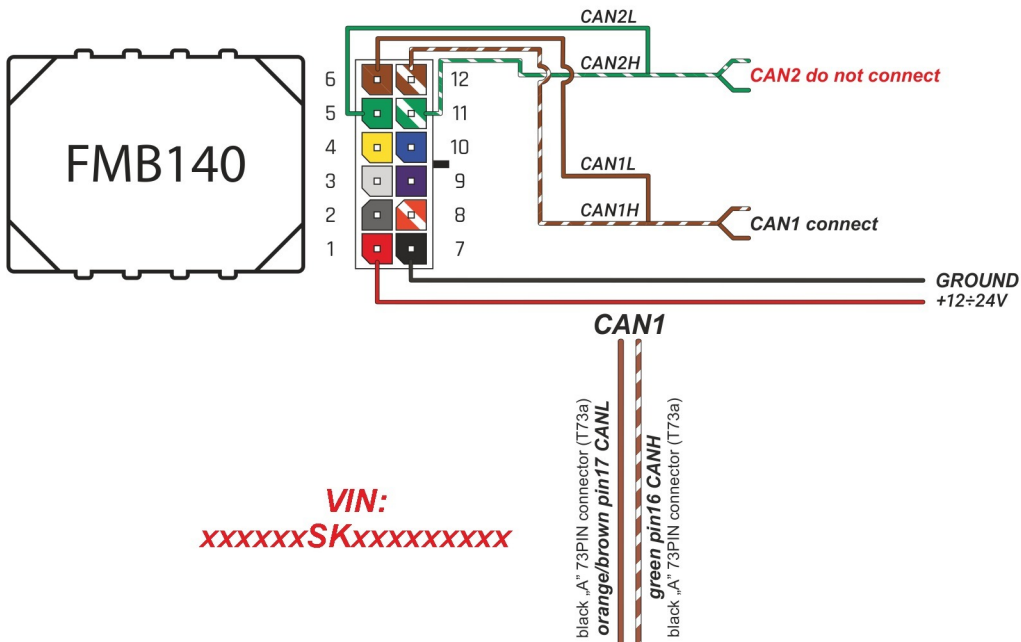 CAN2L
CAN2H
CAN2 do not connect
FMB140
6
12
5
11
4
10
3
9
2
8
1
7
CAN1L
CAN1H
CAN1 connect
GROUND
+12÷24V
CAN1
black „A" 73PIN connector (T73a)
orange/brown pin17 CANL
green pin16 CANH
black „A" 73PIN connector (T73a)
VIN:
xxxxxxSKxxxxxxxxx